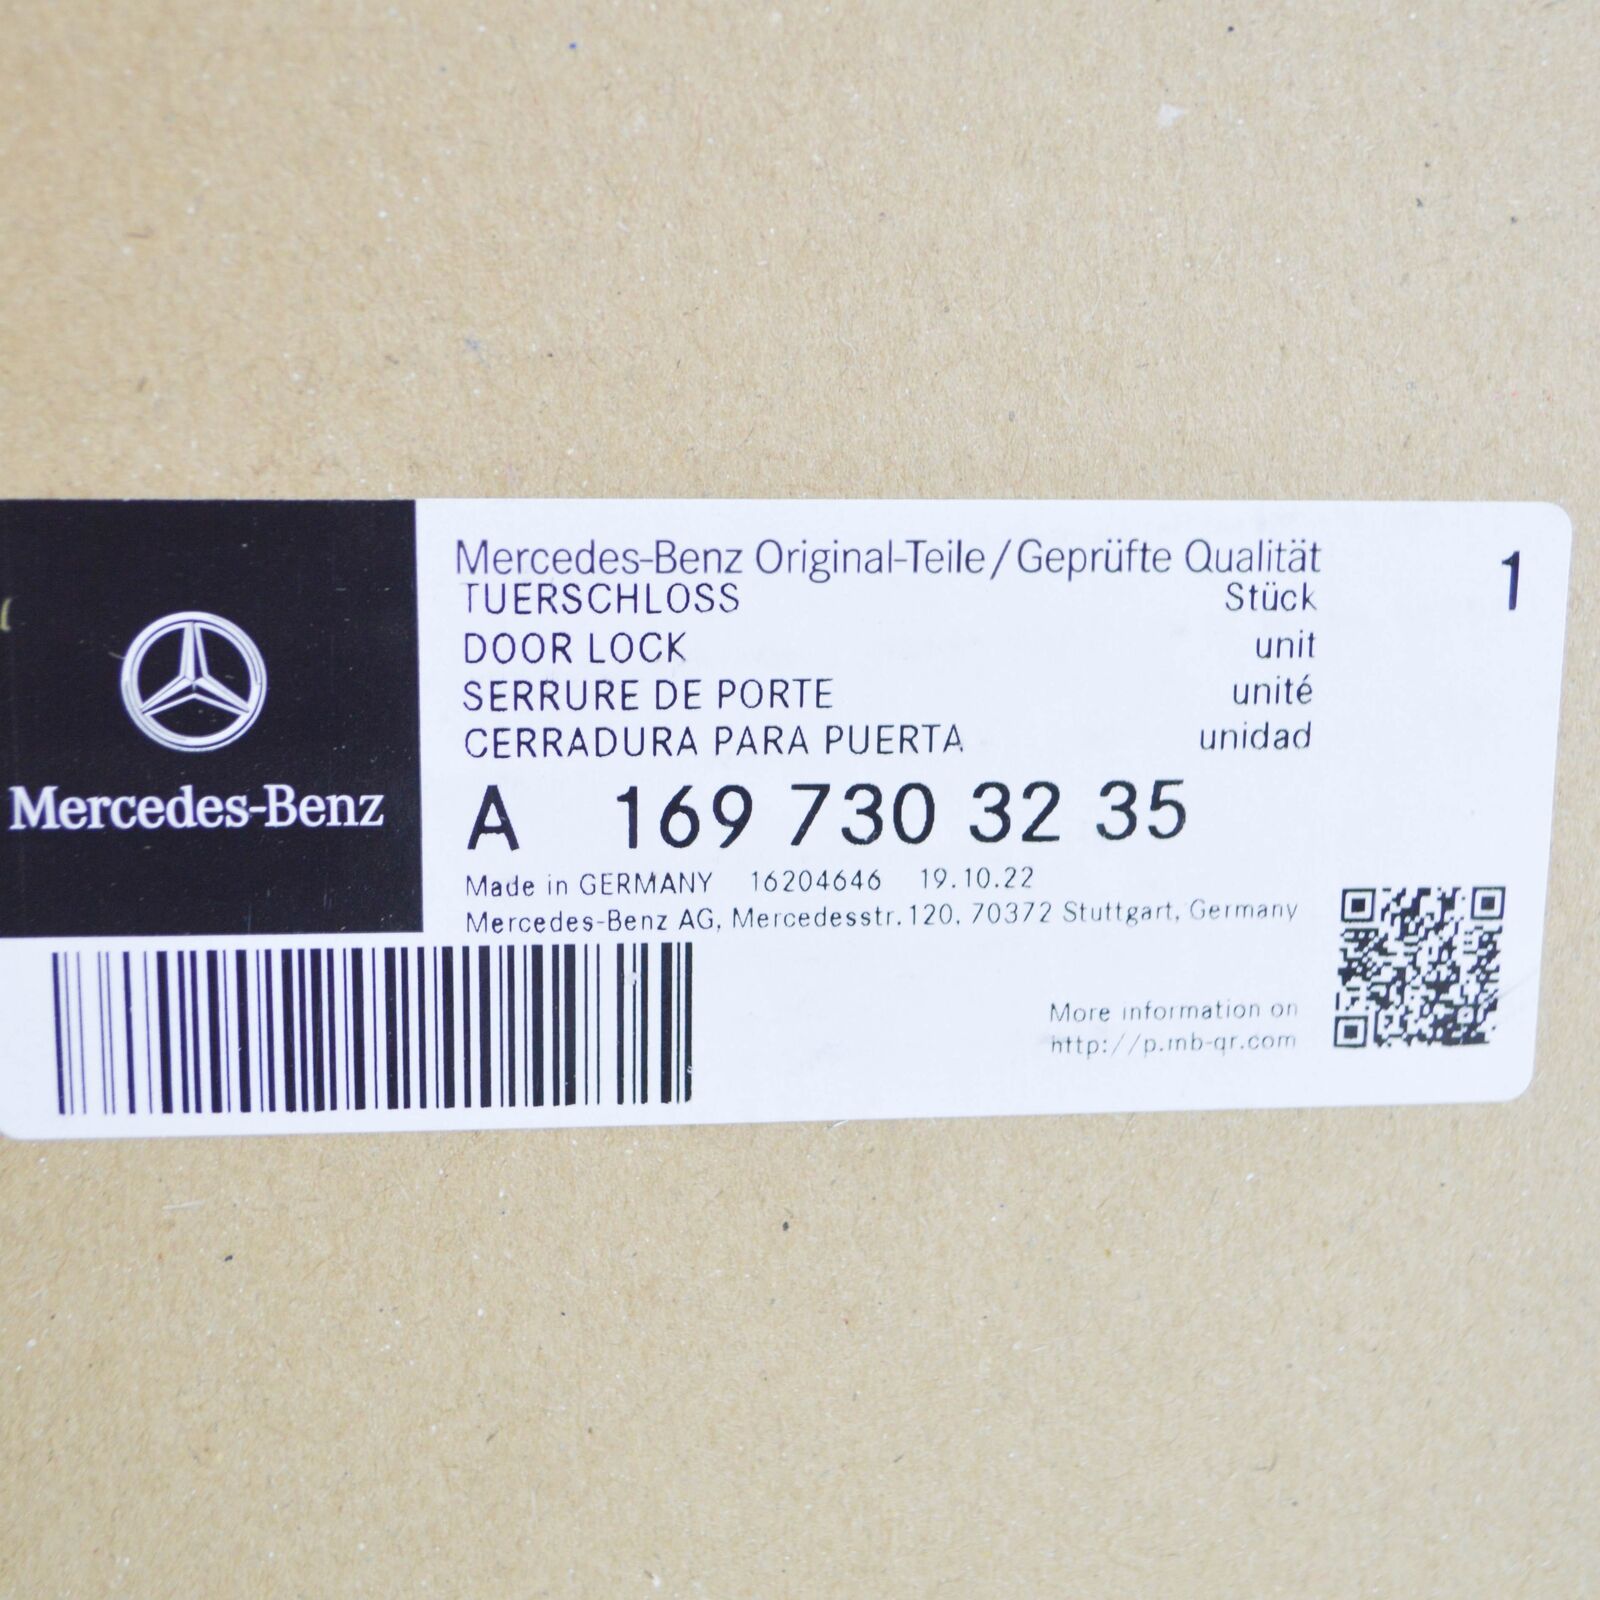 Mercedes-Benz
Mercedes-Benz Original-Teile/Geprüfte Qualität 1
TUERSCHLOSS Stück
DOOR LOCK unit
SERRURE DE PORTE unité
CERRADURA PARA PUERTA unidad
A 169 730 32 35
Made in GERMANY 16204646 19.10.22
Mercedes-Benz AG, Mercedesstr.120, 70372 Stuttgart, Germany
More information on
http://p.mb-qr.com